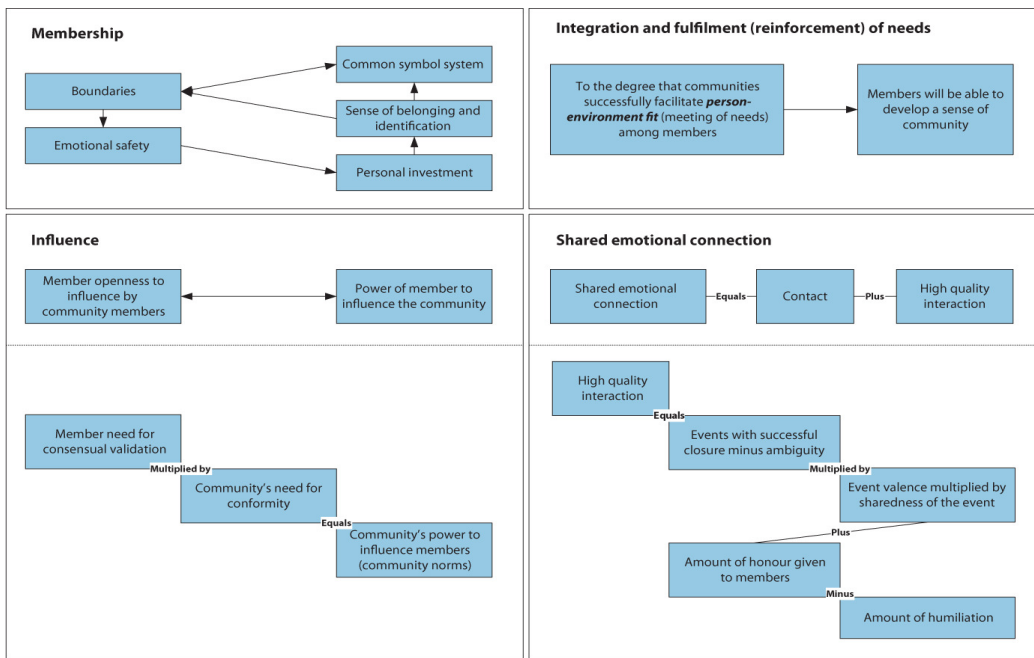 Membership
Boundaries
Emotional safety
Common symbol system
Sense of belonging and
identification
Personal investment
Integration and fulfilment (reinforcement) of needs
To the degree that communities
successfully facilitate person-
environment fit (meeting of needs)
among members
Members will be able to
develop a sense of
community
Influence
Member openness to
influence by
community members
Power of member to
influence the community
Member need for
consensual validation
Multiplied by
Community's need for
conformity
Equals
Community's power to
influence members
(community norms)
Shared emotional connection
Shared emotional
connection
Equals
Contact
Plus
High quality
interaction
High quality
interaction
Equals
Events with successful
closure minus ambiguity
Multiplied by
Event valence multiplied by
sharedness of the event
Plus
Amount of honour given
to members
Minus
Amount of humiliation